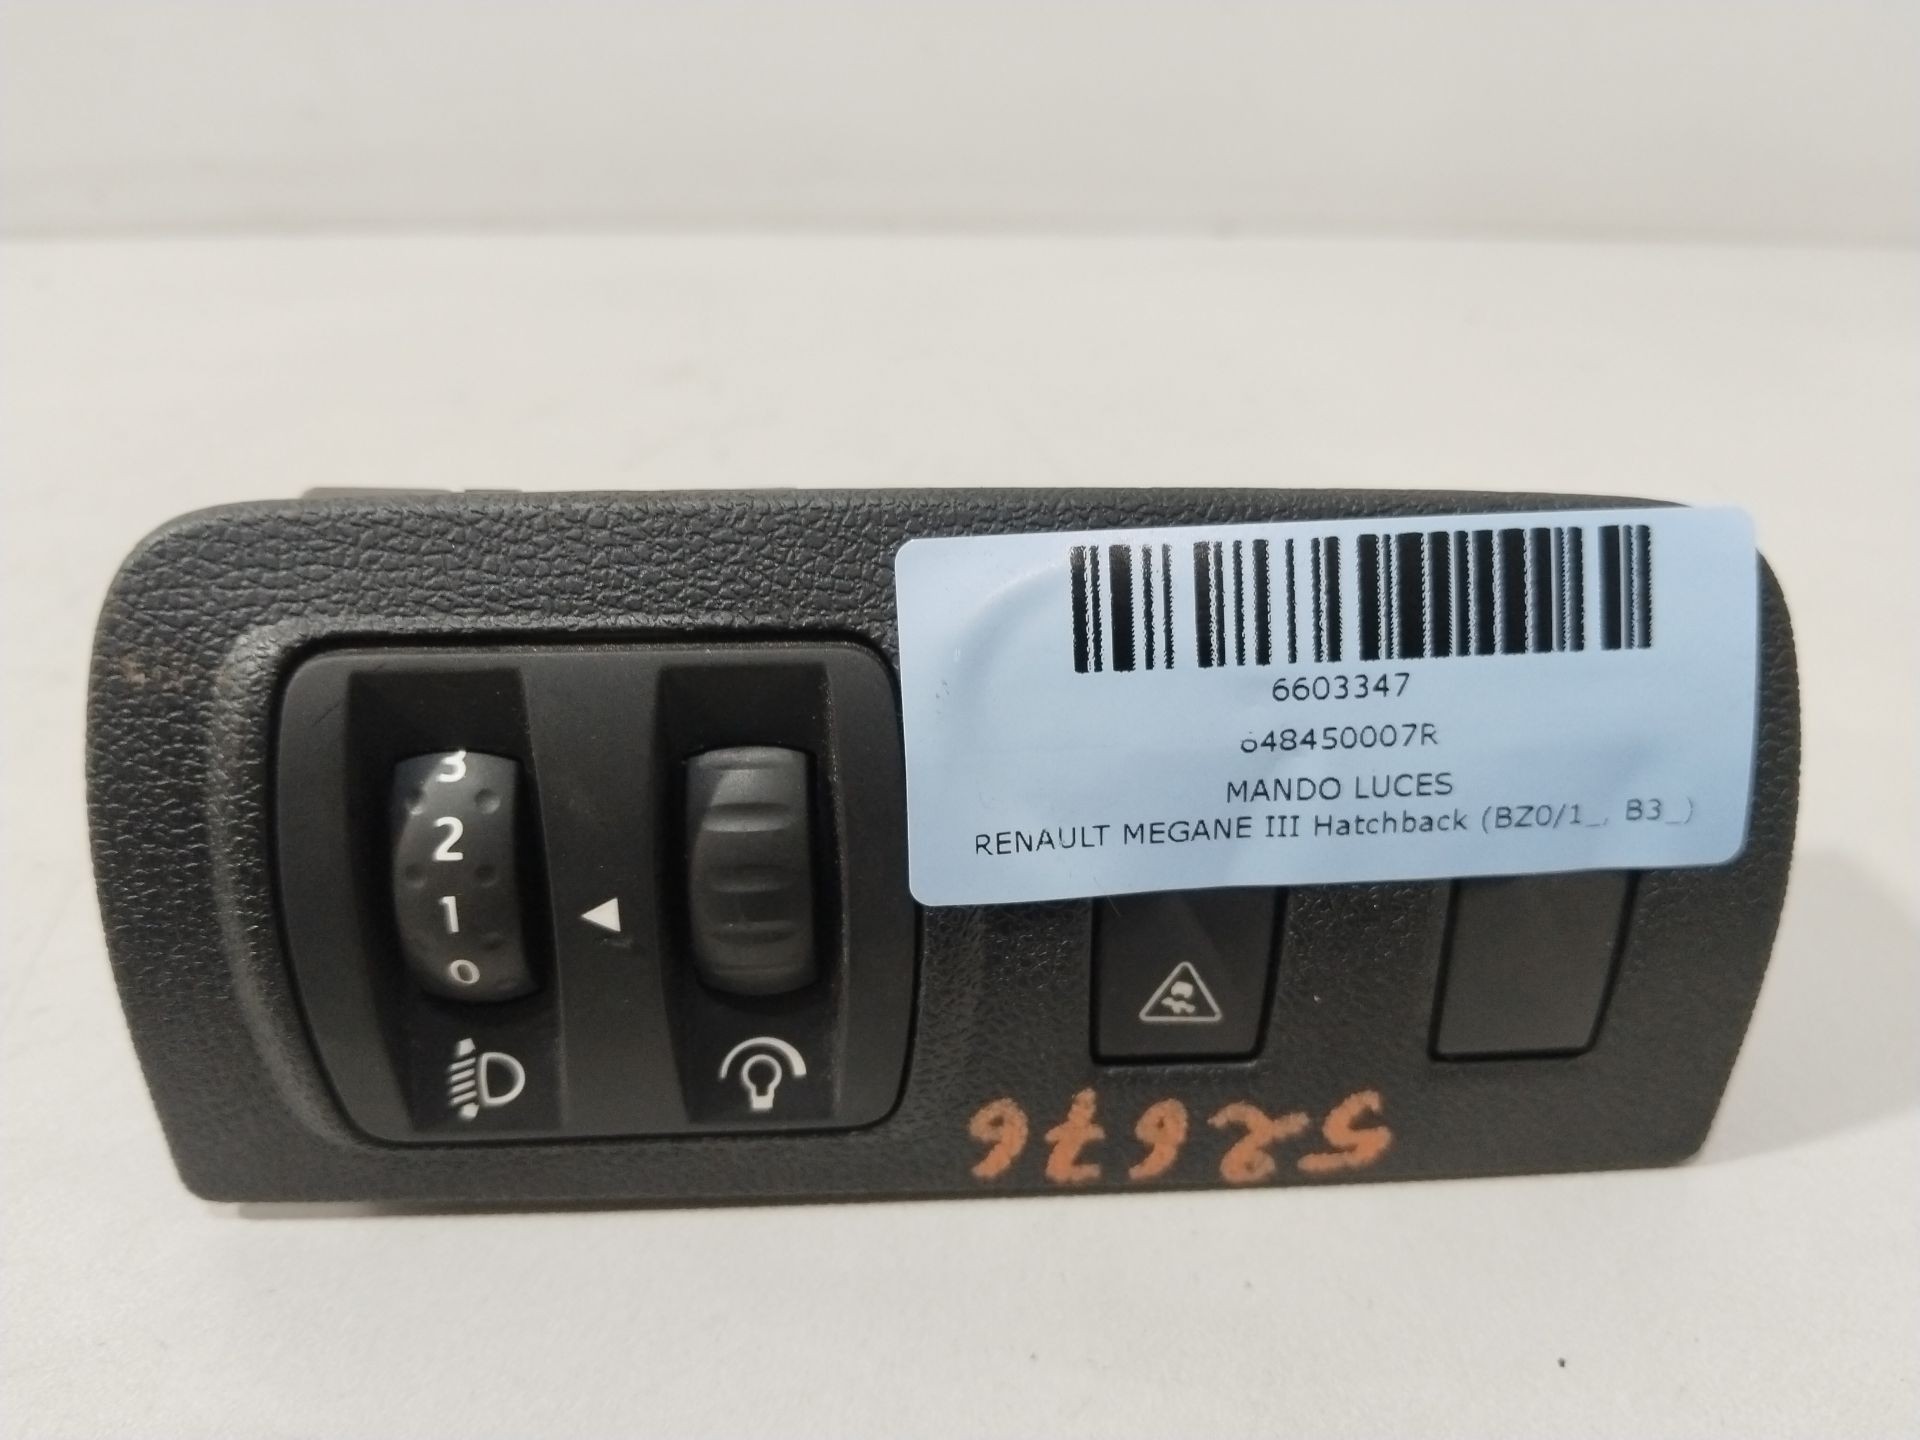 6603347
648450007R
MANDO LUCES
RENAULT MEGANE III Hatchback (BZ0/1_, B3_)
3
2
1
0
52676